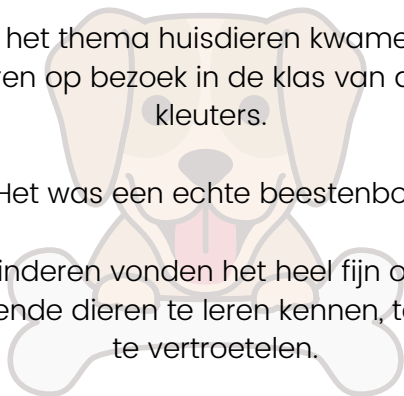 het thema huisdieren kwame
en op bezoek in de klas van
kleuters.
Het was een echte beestenbo
inderen vonden het heel fijn o
ende dieren te leren kennen, t
te vertroetelen.